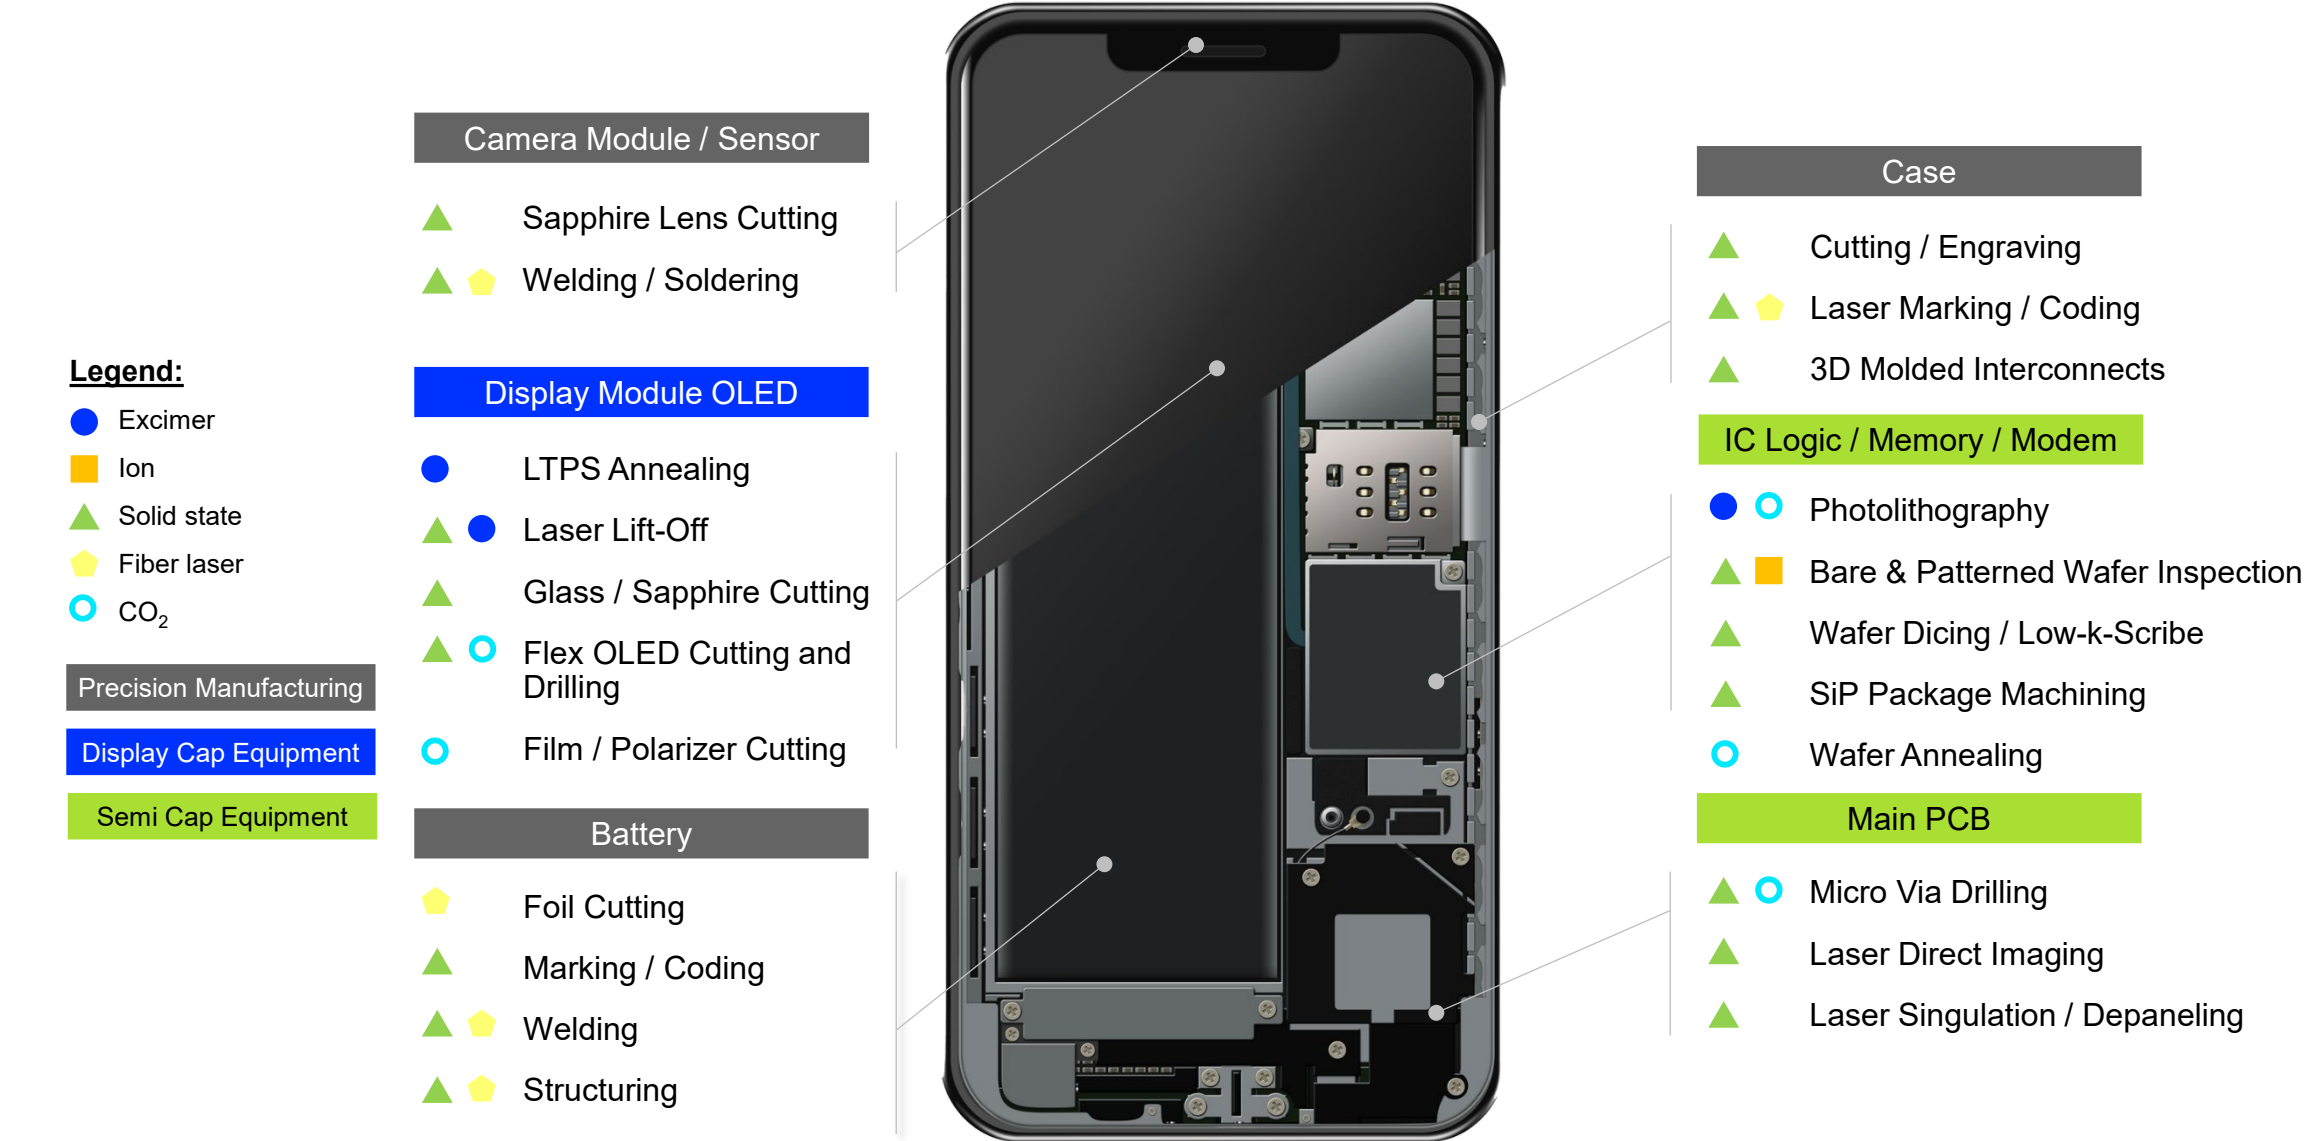 Camera Module / Sensor
Sapphire Lens Cutting
Welding / Soldering
Legend:
Excimer
Ion
Solid state
Fiber laser
CO2
Precision Manufacturing
Display Cap Equipment
Semi Cap Equipment
Display Module OLED
LTPS Annealing
Laser Lift-Off
Glass / Sapphire Cutting
Flex OLED Cutting and
Drilling
Film / Polarizer Cutting
Battery
Foil Cutting
Marking / Coding
Welding
Structuring
Case
Cutting / Engraving
Laser Marking / Coding
3D Molded Interconnects
IC Logic / Memory / Modem
Photolithography
Bare & Patterned Wafer Inspection
Wafer Dicing / Low-k-Scribe
SiP Package Machining
Wafer Annealing
Main PCB
Micro Via Drilling
Laser Direct Imaging
Laser Singulation / Depaneling